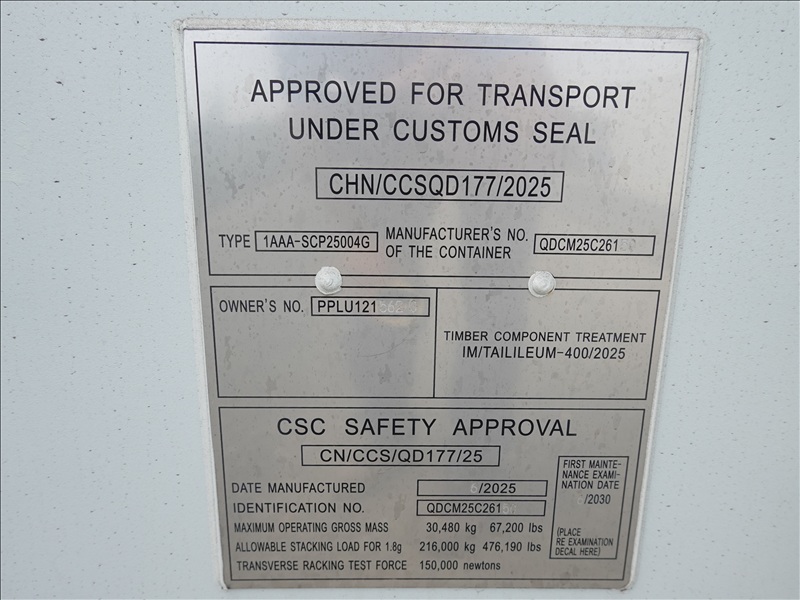 APPROVED FOR TRANSPORT
UNDER CUSTOMS SEAL
CHN/CCSQD177/2025
TYPE 1AAA-SCP25004G
MANUFACTURER'S NO.
OF THE CONTAINER
QDCM25C261
OWNER'S NO. PPLU121
TIMBER COMPONENT TREATMENT
IM/TAILILEUM-400/2025
CSC SAFETY APPROVAL
CN/CCS/QD177/25
DATE MANUFACTURED /2025
IDENTIFICATION NO. QDCM25C261
MAXIMUM OPERATING GROSS MASS 30,480 kg 67,200 lbs
ALLOWABLE STACKING LOAD FOR 1.8g 216,000 kg 476,190 lbs
TRANSVERSE RACKING TEST FORCE 150,000 newtons
FIRST MAINTE-
NANCE EXAMI-
NATION DATE
/2030
(PLACE
RE EXAMINATION
DECAL HERE)